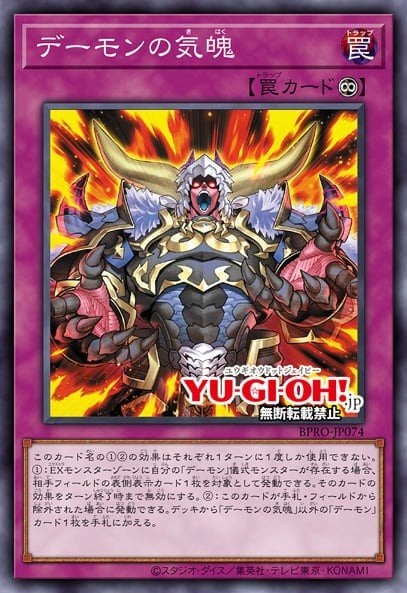 デーモンの気魄
きはく
トラップ
罠
トラップ
【罠カード】
ユウギオウドットジェイピー
YU-GI-OH!.jp
無断転載禁止
BPRO-JP074
このカード名の①②の効果はそれぞれ1ターンに1度しか使用できない。
①：EXモンスターゾーンに自分の「デーモン」儀式モンスターが存在する場合、
相手フィールドの表側表示カード1枚を対象として発動できる。そのカードの
効果をターン終了時まで無効にする。②：このカードが手札・フィールドから
除外された場合に発動できる。デッキから「デーモンの気魄」以外の「デーモン」
カード1枚を手札に加える。
©スタジオ・ダイス／集英社・テレビ東京・KONAMI